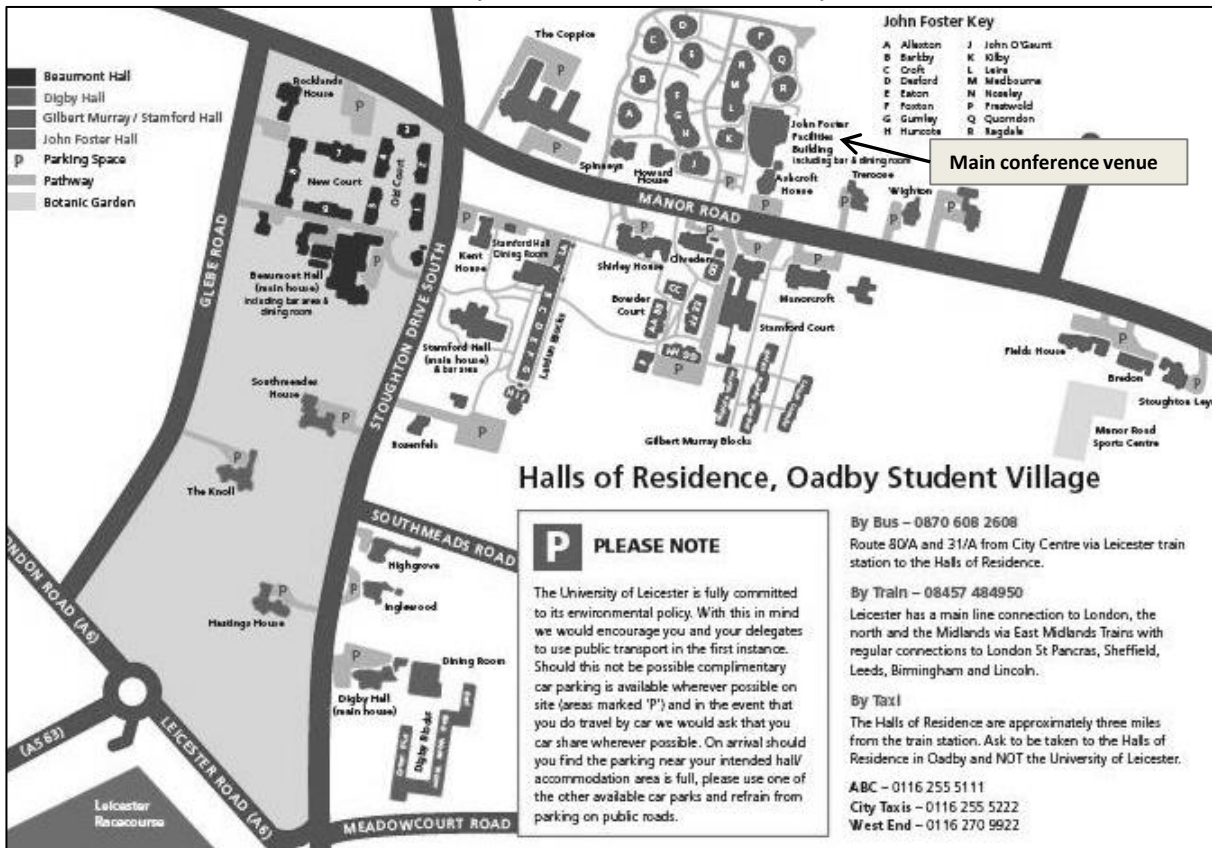 Beaumont Hall
Digby Hall
Gilbert Murray / Stamford Hall
John Foster Hall
P Parking Space
Pathway
Botanic Garden
John Foster Key
A Allexton
B Barkby
C Croft
D Desford
E Eaton
F Foxton
G Gumley
H Huncote
J John O'Gaunt
K Kilby
L Leire
M Medbourne
N Noseley
P Prestwold
Q Quorndon
R Ragdale
Main conference venue
The Coppice
P
Rocklands
House
P
John Foster
Facilities
Building
including bar & dining room
Spinneys
Howard
House
Ashcroft
House
Trerose
Wighton
MANOR ROAD
New Court
Old Court
GLEBE ROAD
STOUGHTON DRIVE SOUTH
Kent
House
Stamford Hall
Dining Room
Shirley House
Cliveden
Manorcroft
Beaumont Hall
(main house)
including bar area &
dining room
Bowder
Court
Stamford Court
Stamford Hall
(main house)
& bar area
Fields House
Bredon
Manor Road
Sports Centre
Southmeades
House
P
Rosenfels
P
Gilbert Murray Blocks
The Knoll
P
SOUTHMEADS ROAD
Highgrove
Inglewood
Hastings House
P
LONDON ROAD (A6)
Dining Room
Digby Hall
(main house)
Digby Blocks
(A563)
LEICESTER ROAD (A6)
Leicester
Racecourse
MEADOWCOURT ROAD
Halls of Residence, Oadby Student Village
P PLEASE NOTE
The University of Leicester is fully committed
to its environmental policy. With this in mind
we would encourage you and your delegates
to use public transport in the first instance.
Should this not be possible complimentary
car parking is available wherever possible on
site (areas marked 'P') and in the event that
you do travel by car we would ask that you
car share wherever possible. On arrival should
you find the parking near your intended hall/
accommodation area is full, please use one of
the other available car parks and refrain from
parking on public roads.
By Bus – 0870 608 2608
Route 80/A and 31/A from City Centre via Leicester train
station to the Halls of Residence.
By Train – 08457 484950
Leicester has a main line connection to London, the
north and the Midlands via East Midlands Trains with
regular connections to London St Pancras, Sheffield,
Leeds, Birmingham and Lincoln.
By Taxi
The Halls of Residence are approximately three miles
from the train station. Ask to be taken to the Halls of
Residence in Oadby and NOT the University of Leicester.
ABC – 0116 255 5111
City Taxis – 0116 255 5222
West End – 0116 270 9922